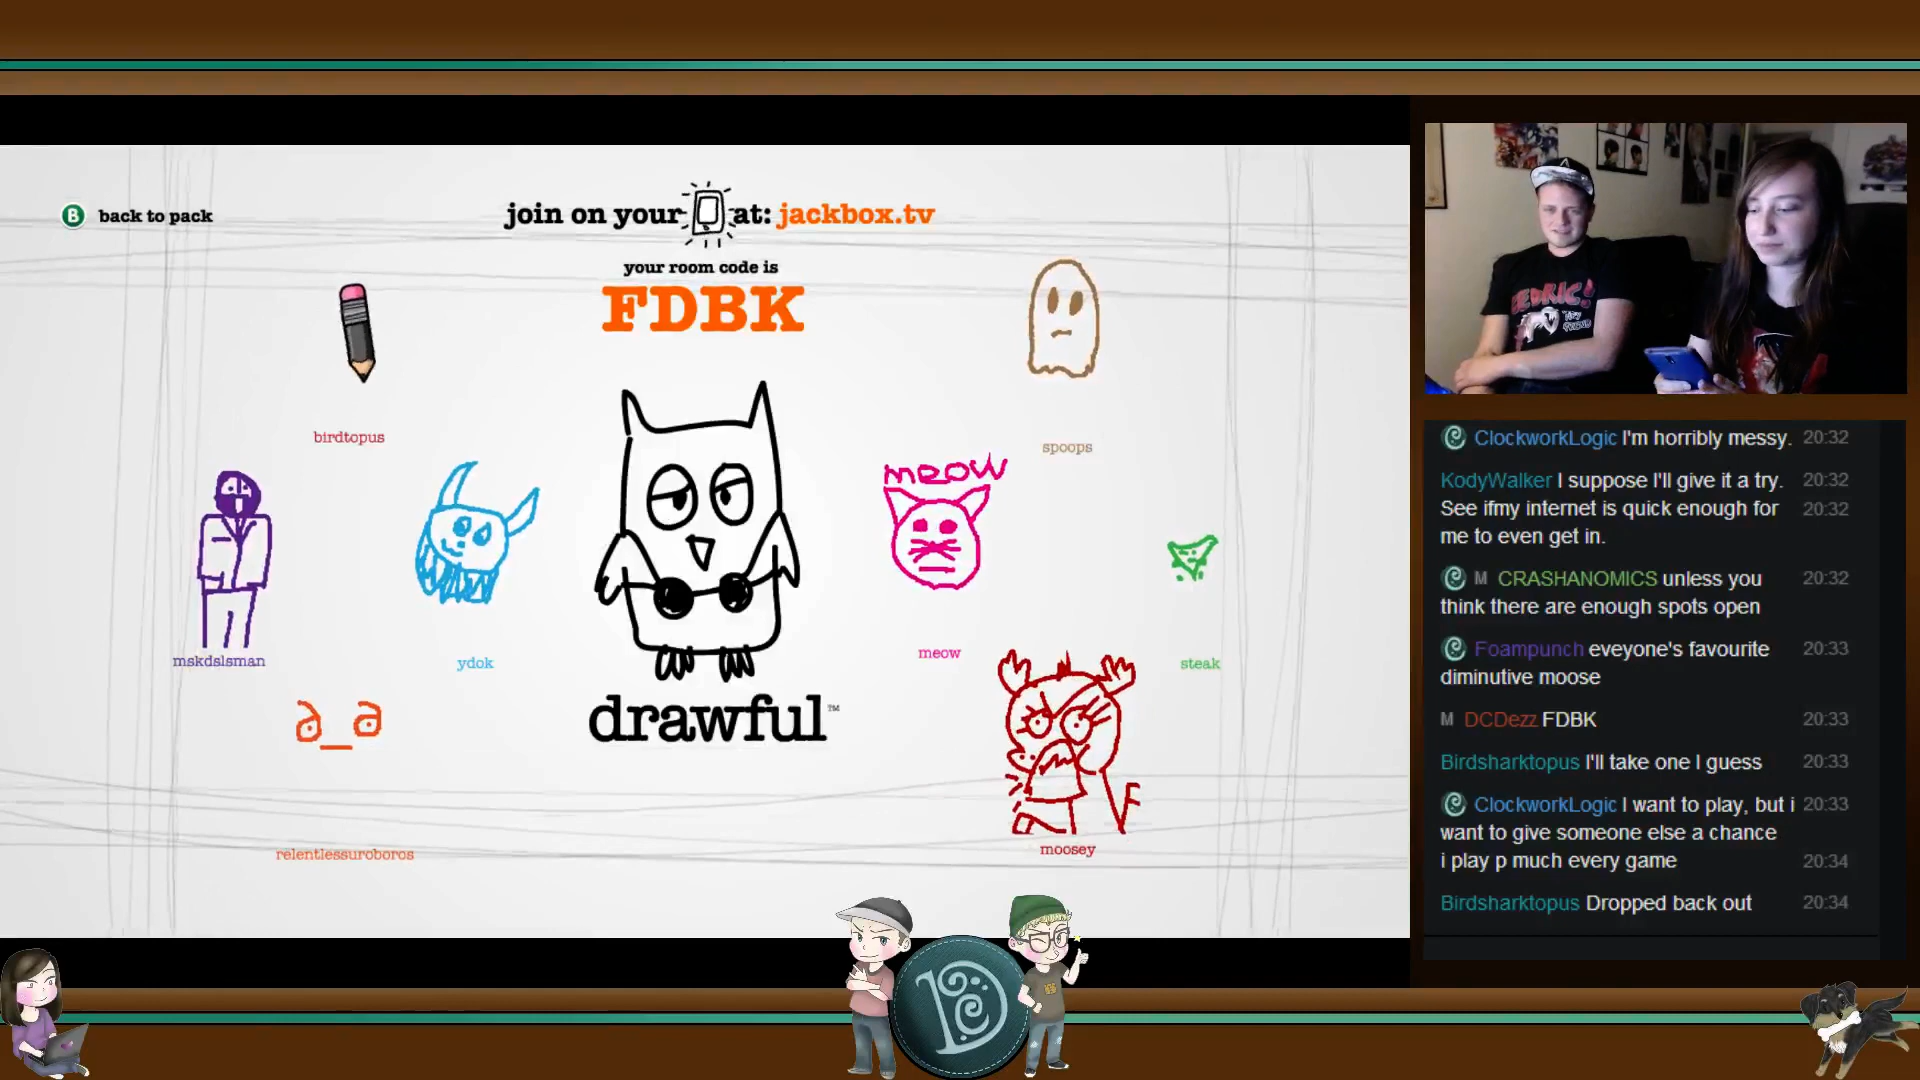 B back to pack
join on your at: jackbox.tv
your room code is
FDBK
birdtopus
spoops
meow
mskdslsman
ydok
meow
steak
drawful™
relentlessuroboros
moosey
ClockworkLogic I'm horribly messy. 20:32
KodyWalker I suppose I'll give it a try. 20:32
See ifmy internet is quick enough for 20:32
me to even get in.
M CRASHANOMICS unless you 20:32
think there are enough spots open
Foampunch eveyone's favourite 20:33
diminutive moose
M DCDezz FDBK 20:33
Birdsharktopus I'll take one I guess 20:33
ClockworkLogic I want to play, but i 20:33
want to give someone else a chance
i play p much every game 20:34
Birdsharktopus Dropped back out 20:34